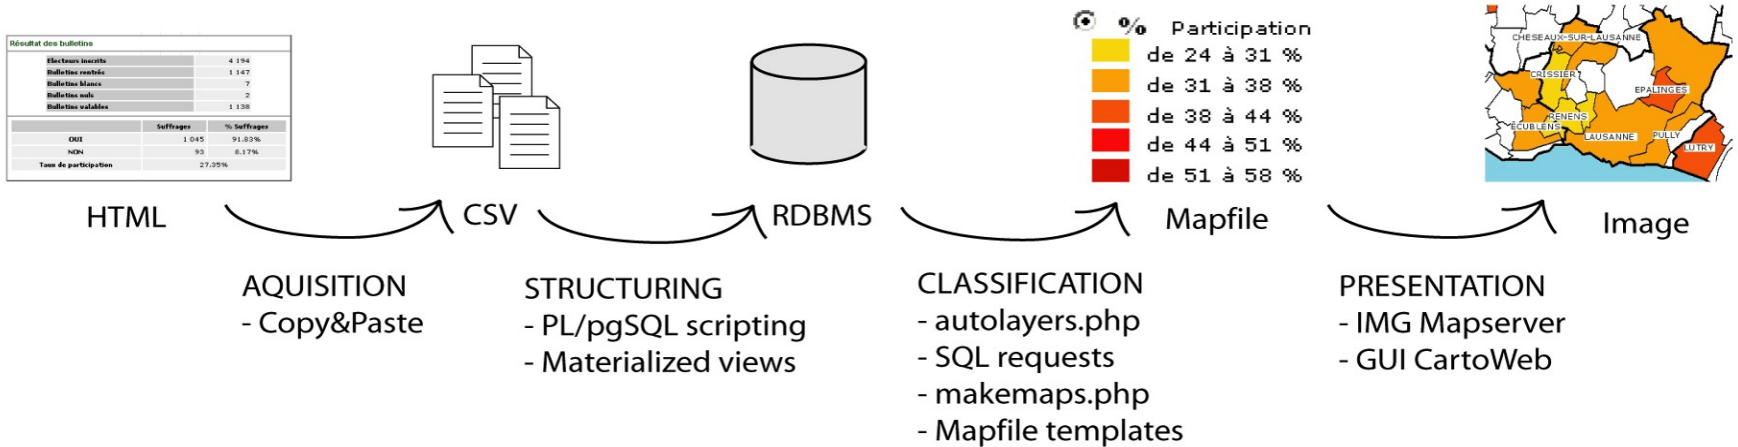 Résultat des bulletins
Electeurs inscrits 4 194
Bulletins rentrés 1 147
Bulletins blancs 7
Bulletins nuls 2
Bulletins valables 1 138
Suffrages % Suffrages
OUI 1 045 91.83%
NON 93 8.17%
Taux de participation 27.35%
% Participation
de 24 à 31 %
de 31 à 38 %
de 38 à 44 %
de 44 à 51 %
de 51 à 58 %
CHESEAUX-SUR-LAUSANNE
CRISSIER
EPALINGES
RENENS
ÉCUBLENS
LAUSANNE
PULLY
LUTRY
HTML
CSV
RDBMS
Mapfile
Image
AQUISITION
- Copy&Paste
STRUCTURING
- PL/pgSQL scripting
- Materialized views
CLASSIFICATION
- autolayers.php
- SQL requests
- makemaps.php
- Mapfile templates
PRESENTATION
- IMG Mapserver
- GUI CartoWeb